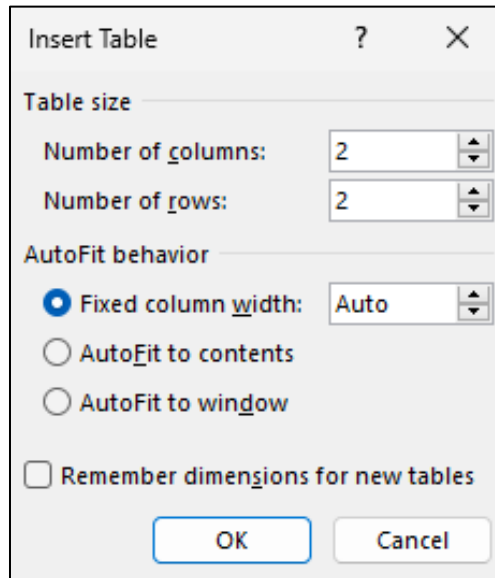 Insert Table ?
Table size
Number of columns: 2
Number of rows: 2
AutoFit behavior
Fixed column width: Auto
AutoFit to contents
AutoFit to window
Remember dimensions for new tables
OK Cancel